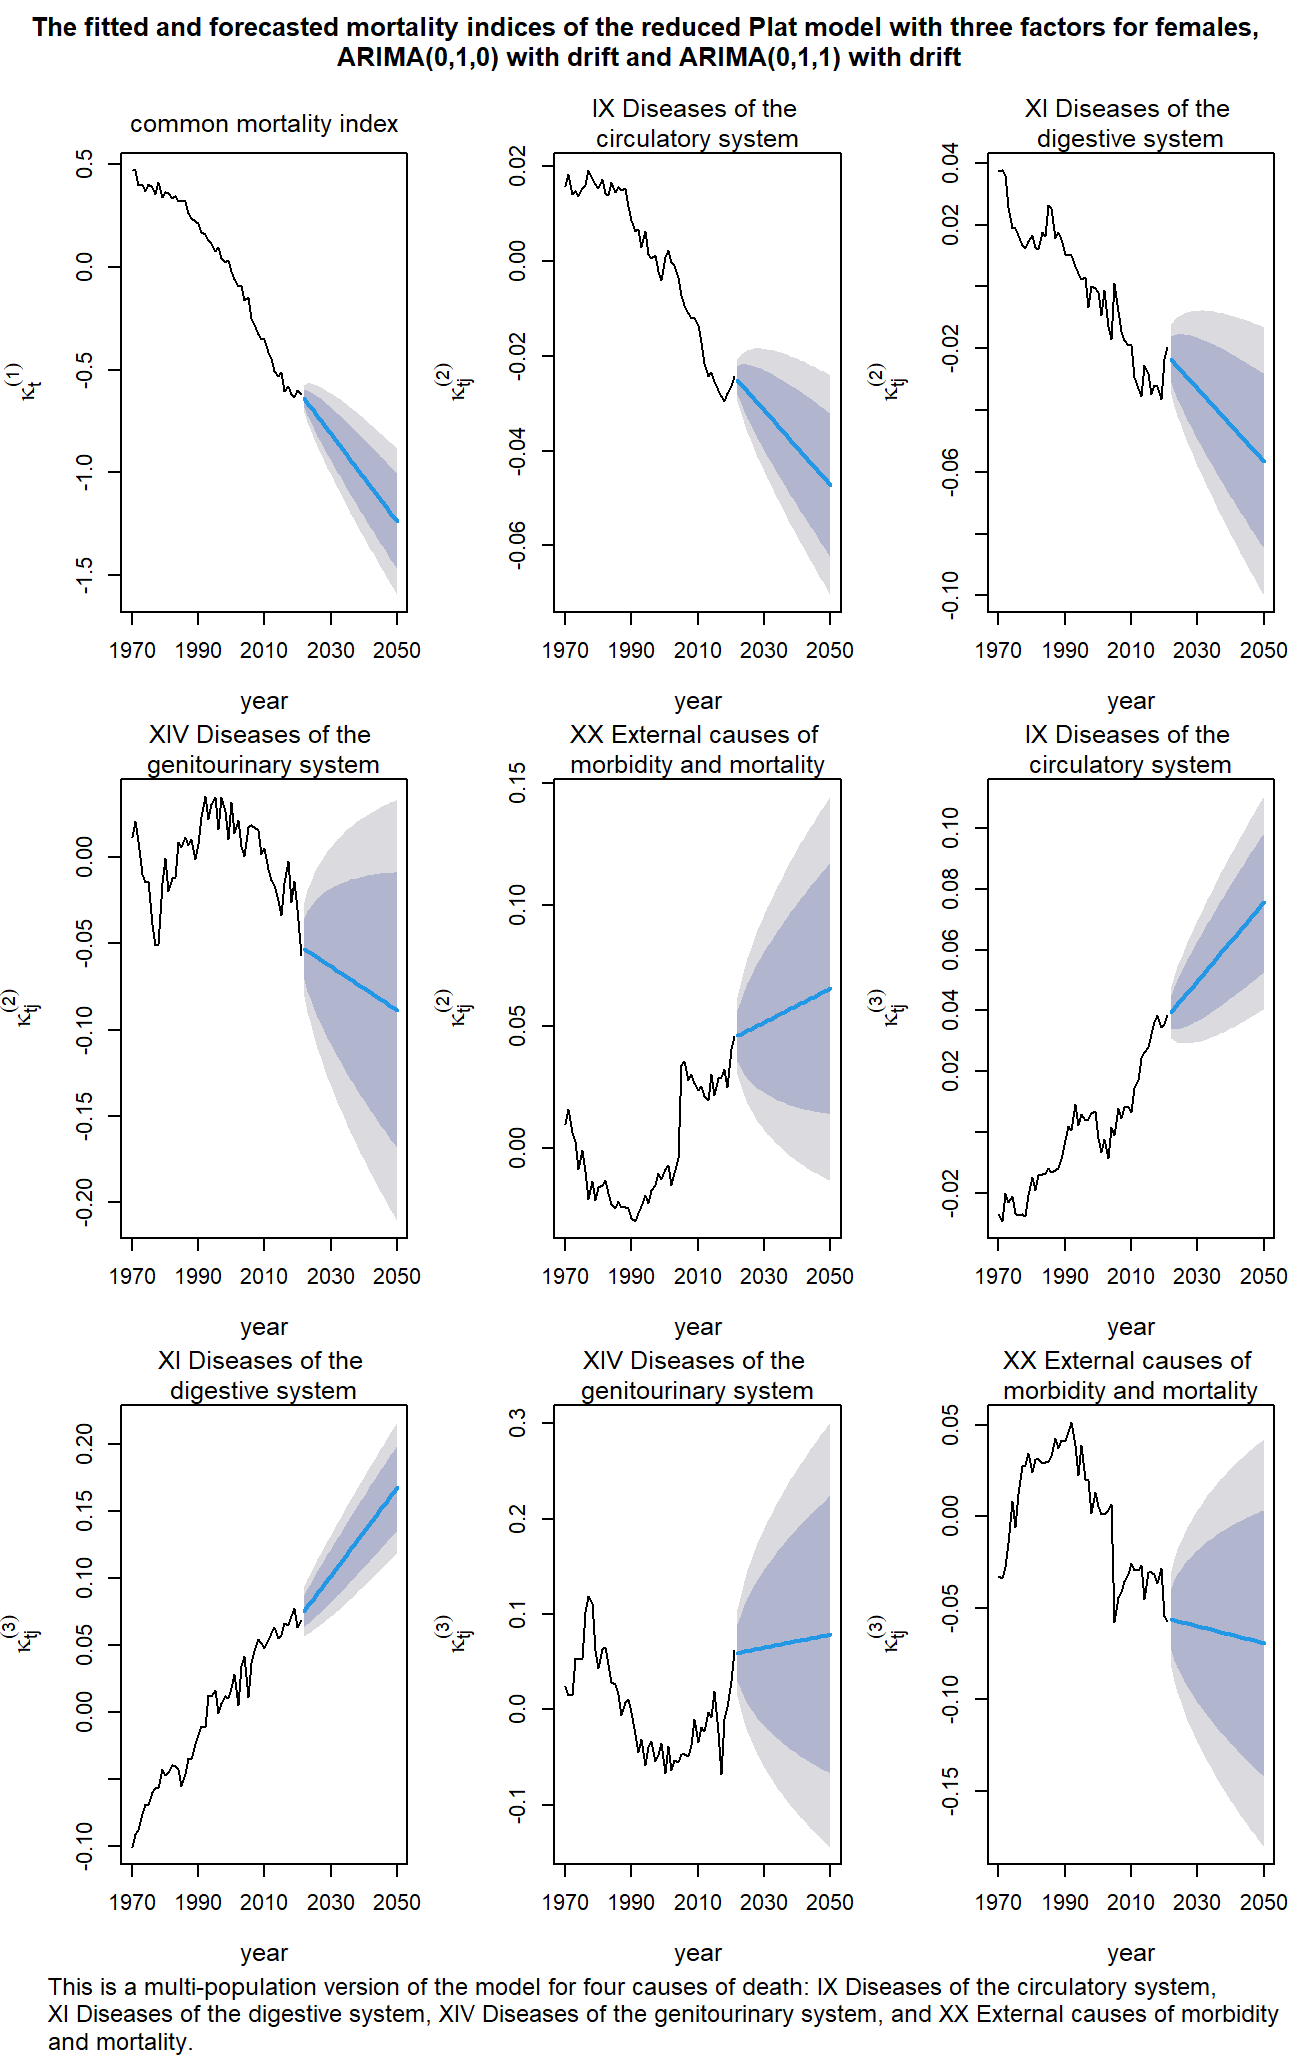 The fitted and forecasted mortality indices of the reduced Plat model with three factors for females,
ARIMA(0,1,0) with drift and ARIMA(0,1,1) with drift
common mortality index
κt(1)
0.5
0.0
-0.5
-1.0
-1.5
1970 1990 2010 2030 2050
year
IX Diseases of the
circulatory system
κtj(2)
0.02
0.00
-0.02
-0.04
-0.06
1970 1990 2010 2030 2050
year
XI Diseases of the
digestive system
κtj(2)
0.04
0.02
-0.02
-0.06
-0.10
1970 1990 2010 2030 2050
year
XIV Diseases of the
genitourinary system
κtj(2)
0.00
-0.05
-0.10
-0.15
-0.20
1970 1990 2010 2030 2050
year
XX External causes of
morbidity and mortality
κtj(2)
0.15
0.10
0.05
0.00
1970 1990 2010 2030 2050
year
IX Diseases of the
circulatory system
κtj(3)
0.10
0.08
0.06
0.04
0.02
-0.02
1970 1990 2010 2030 2050
year
XI Diseases of the
digestive system
κtj(3)
0.20
0.15
0.10
0.05
0.00
-0.10
1970 1990 2010 2030 2050
year
XIV Diseases of the
genitourinary system
κtj(3)
0.3
0.2
0.1
0.0
-0.1
1970 1990 2010 2030 2050
year
XX External causes of
morbidity and mortality
κtj(3)
0.05
0.00
-0.05
-0.10
-0.15
1970 1990 2010 2030 2050
year
This is a multi-population version of the model for four causes of death: IX Diseases of the circulatory system,
XI Diseases of the digestive system, XIV Diseases of the genitourinary system, and XX External causes of morbidity
and mortality.